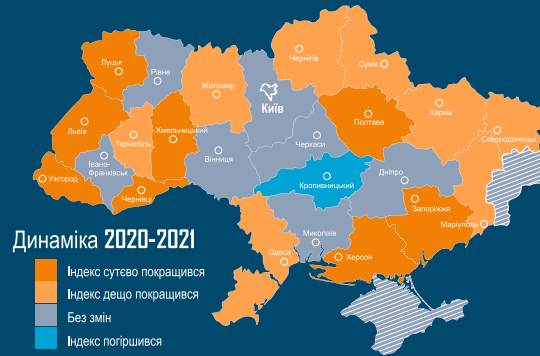 Луцьк
Рівне
Житомир
Чернігів
Суми
Київ
Львів
Тернопіль
Хмельницький
Полтава
Харків
Сєвєродонецьк
Івано-
Франківськ
Вінниця
Черкаси
Ужгород
Чернівці
Кропивницький
Дніпро
Запоріжжя
Маріуполь
Миколаїв
Одеса
Херсон
Динаміка 2020-2021
Індекс сутєво покращився
Індекс дещо покращився
Без змін
Індекс погіршився